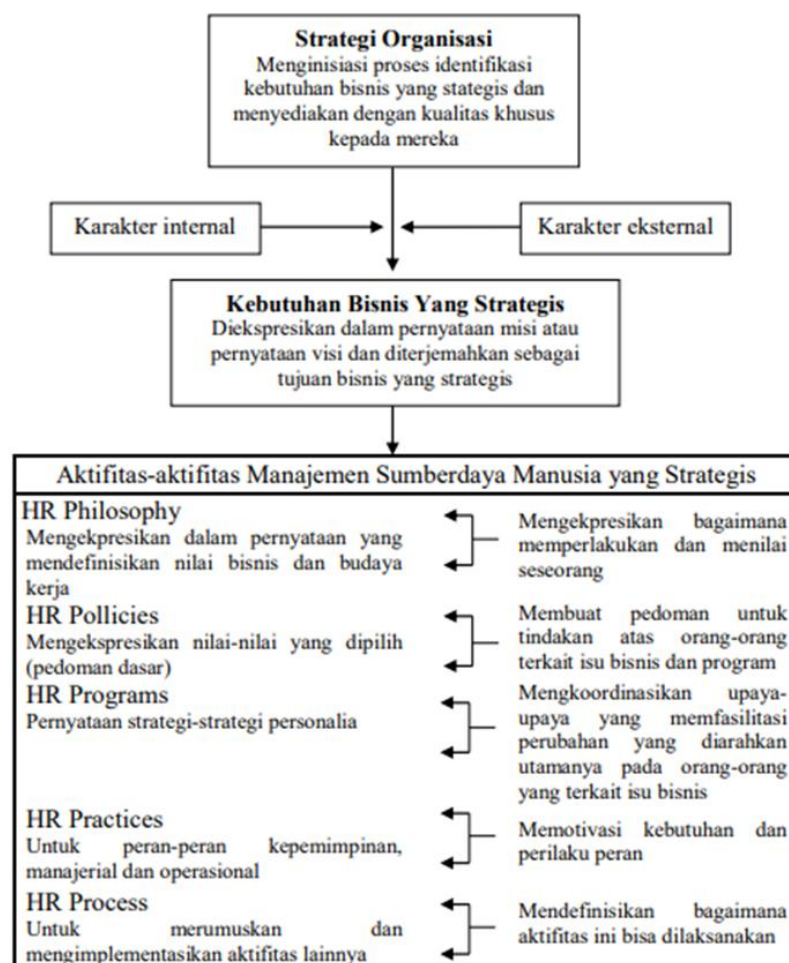 Strategi Organisasi
Menginisiasi proses identifikasi
kebutuhan bisnis yang stategis dan
menyediakan dengan kualitas khusus
kepada mereka
Karakter internal
Karakter eksternal
Kebutuhan Bisnis Yang Strategis
Diekspresikan dalam pernyataan misi atau
pernyataan visi dan diterjemahkan sebagai
tujuan bisnis yang strategis
Aktifitas-aktifitas Manajemen Sumberdaya Manusia yang Strategis
HR Philosophy
Mengekpresikan dalam pernyataan yang
mendefinisikan nilai bisnis dan budaya
kerja
Mengekpresikan bagaimana
memperlakukan dan menilai
seseorang
HR Pollicies
Mengekspresikan nilai-nilai yang dipilih
(pedoman dasar)
Membuat pedoman untuk
tindakan atas orang-orang
terkait isu bisnis dan program
HR Programs
Pernyataan strategi-strategi personalia
Mengkoordinasikan upaya-
upaya yang memfasilitasi
perubahan yang diarahkan
utamanya pada orang-orang
yang terkait isu bisnis
HR Practices
Untuk peran-peran kepemimpinan,
manajerial dan operasional
Memotivasi kebutuhan dan
perilaku peran
HR Process
Untuk merumuskan dan
mengimplementasikan aktifitas lainnya
Mendefinisikan bagaimana
aktifitas ini bisa dilaksanakan